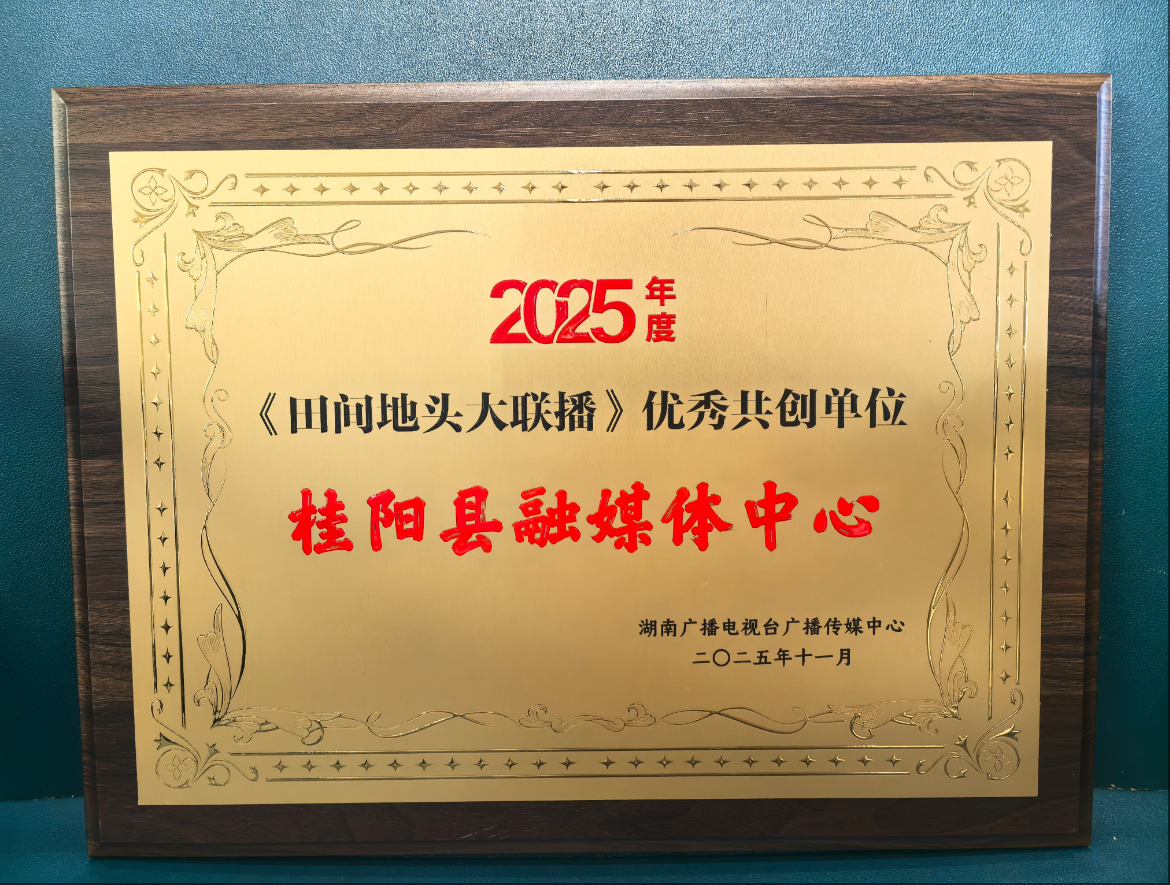 2025年度
《田间地头大联播》优秀共创单位
桂阳县融媒体中心
湖南广播电视台广播传媒中心
二〇二五年十一月